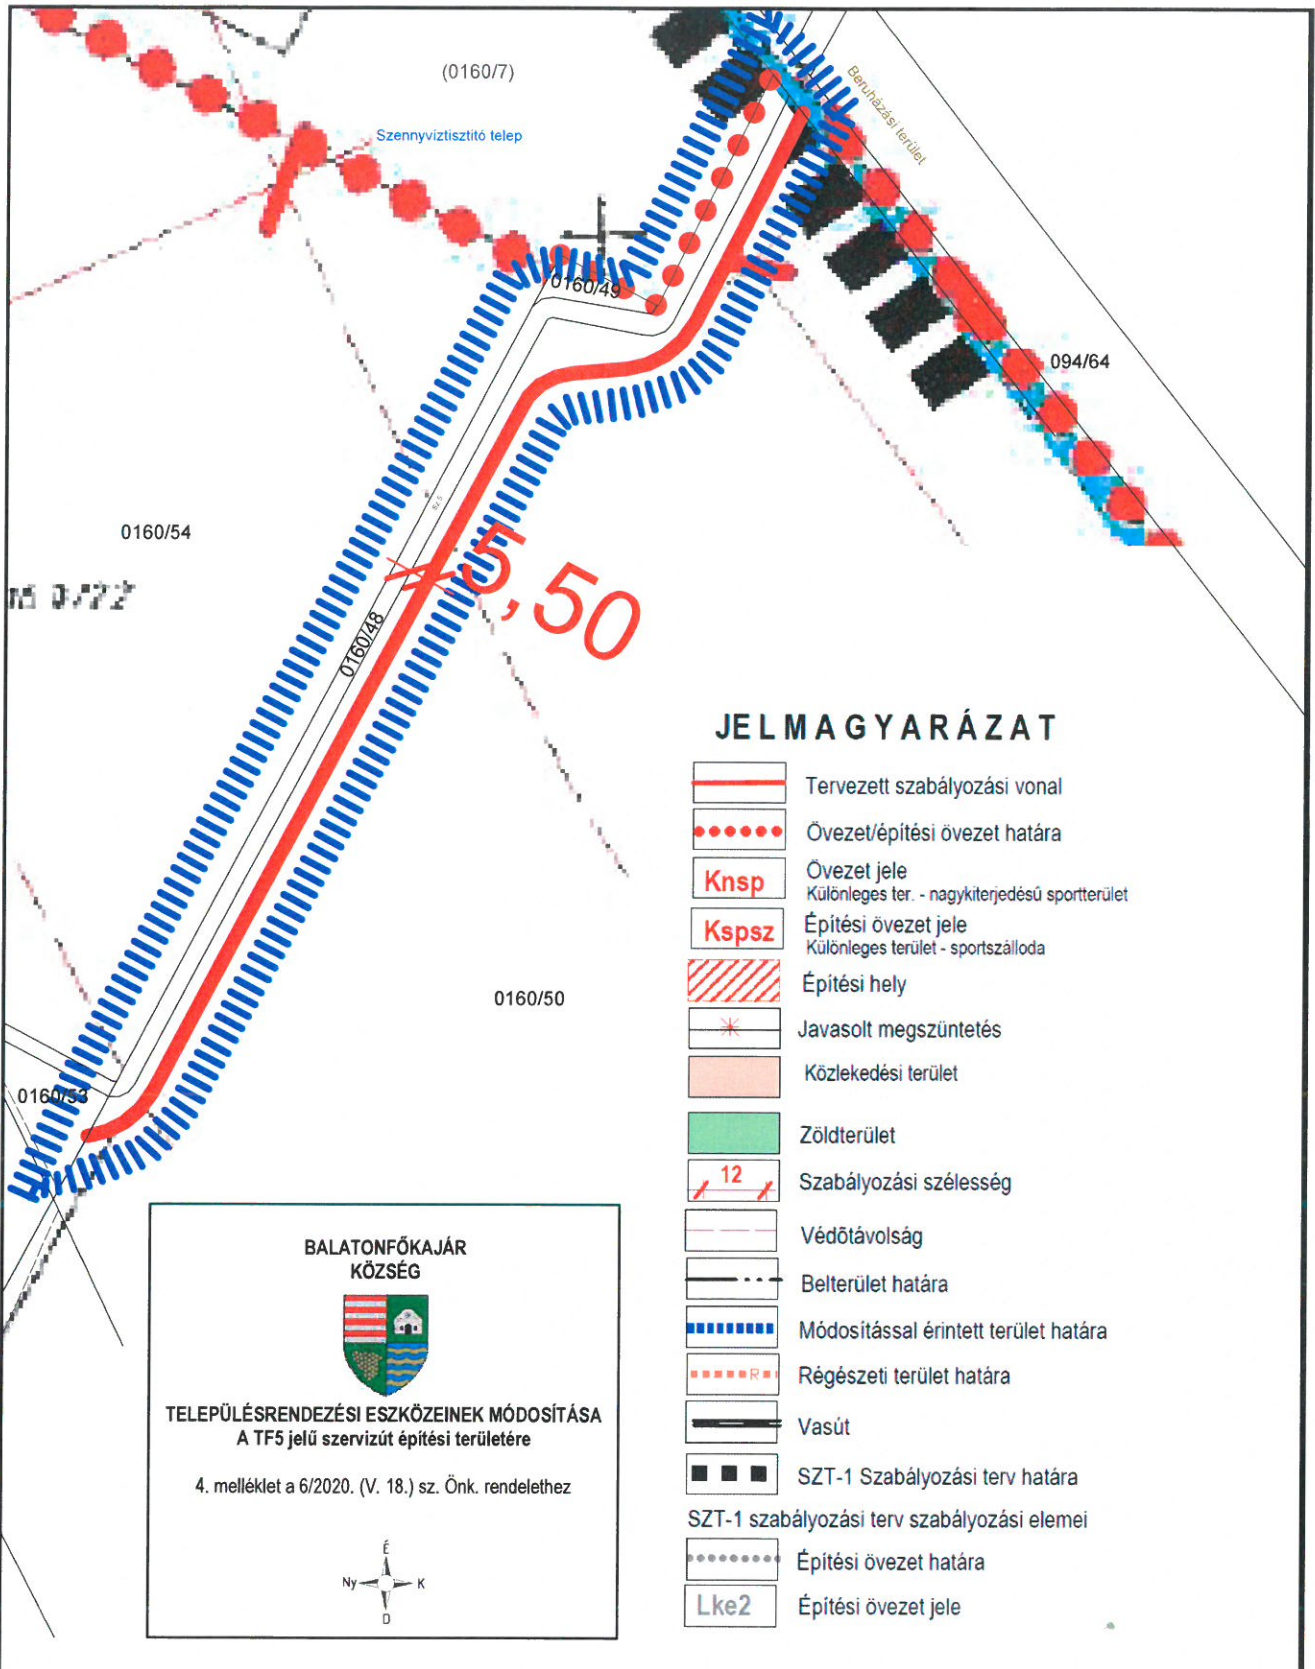 (0160/7)
Szennyvíztisztitó telep
Beruházási terület
0160/49
094/64
0160/54
5,50
0160/48
0160/50
0160/53
JELMAGYARÁZAT
Tervezett szabályozási vonal
Övezet/építési övezet határa
Knsp Övezet jele
Különleges ter. - nagykiterjedésű sportterület
Kspsz Építési övezet jele
Különleges terület - sportszálloda
Építési hely
Javasolt megszüntetés
Közlekedési terület
Zöldterület
12 Szabályozási szélesség
Védőtávolság
Belterület határa
Módosítással érintett terület határa
R Régészeti terület határa
Vasút
SZT-1 Szabályozási terv határa
SZT-1 szabályozási terv szabályozási elemei
Építési övezet határa
Lke2 Építési övezet jele
BALATONFŐKAJÁR
KÖZSÉG
TELEPÜLÉSRENDEZÉSI ESZKÖZEINEK MÓDOSÍTÁSA
A TF5 jelű szervizút építési területére
4. melléklet a 6/2020. (V. 18.) sz. Önk. rendelethez
É
Ny K
D